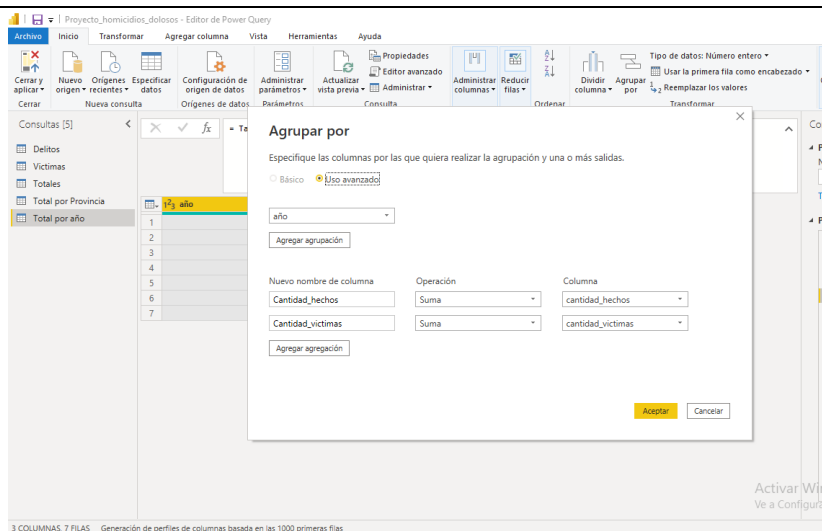 Proyecto_homicidios_dolosos - Editor de Power Query
Archivo Inicio Transformar Agregar columna Vista Herramientas Ayuda
Cerrar y aplicar
Nuevo origen
Orígenes recientes
Especificar datos
Configuración de origen de datos
Administrar parámetros
Actualizar vista previa
Propiedades
Editor avanzado
Administrar
Administrar columnas
Reducir filas
Dividir columna
Agrupar por
Tipo de datos: Número entero
Usar la primera fila como encabezado
Reemplazar los valores
Cerrar Nueva consulta Orígenes de datos Parámetros Consulta Ordenar Transformar
Consultas [5]
Delitos
Victimas
Totales
Total por Provincia
Total por año
fx = Ta
1²3 año
1
2
3
4
5
6
7
Agrupar por
Especifique las columnas por las que quiera realizar la agrupación y una o más salidas.
Básico Uso avanzado
año
Agregar agrupación
Nuevo nombre de columna Operación Columna
Cantidad_hechos Suma cantidad_hechos
Cantidad_victimas Suma cantidad_victimas
Agregar agregación
Aceptar Cancelar
Co
P
N
T
P
Activar Wi
Ve a Configur
3 COLUMNAS, 7 FILAS Generación de perfiles de columnas basada en las 1000 primeras filas